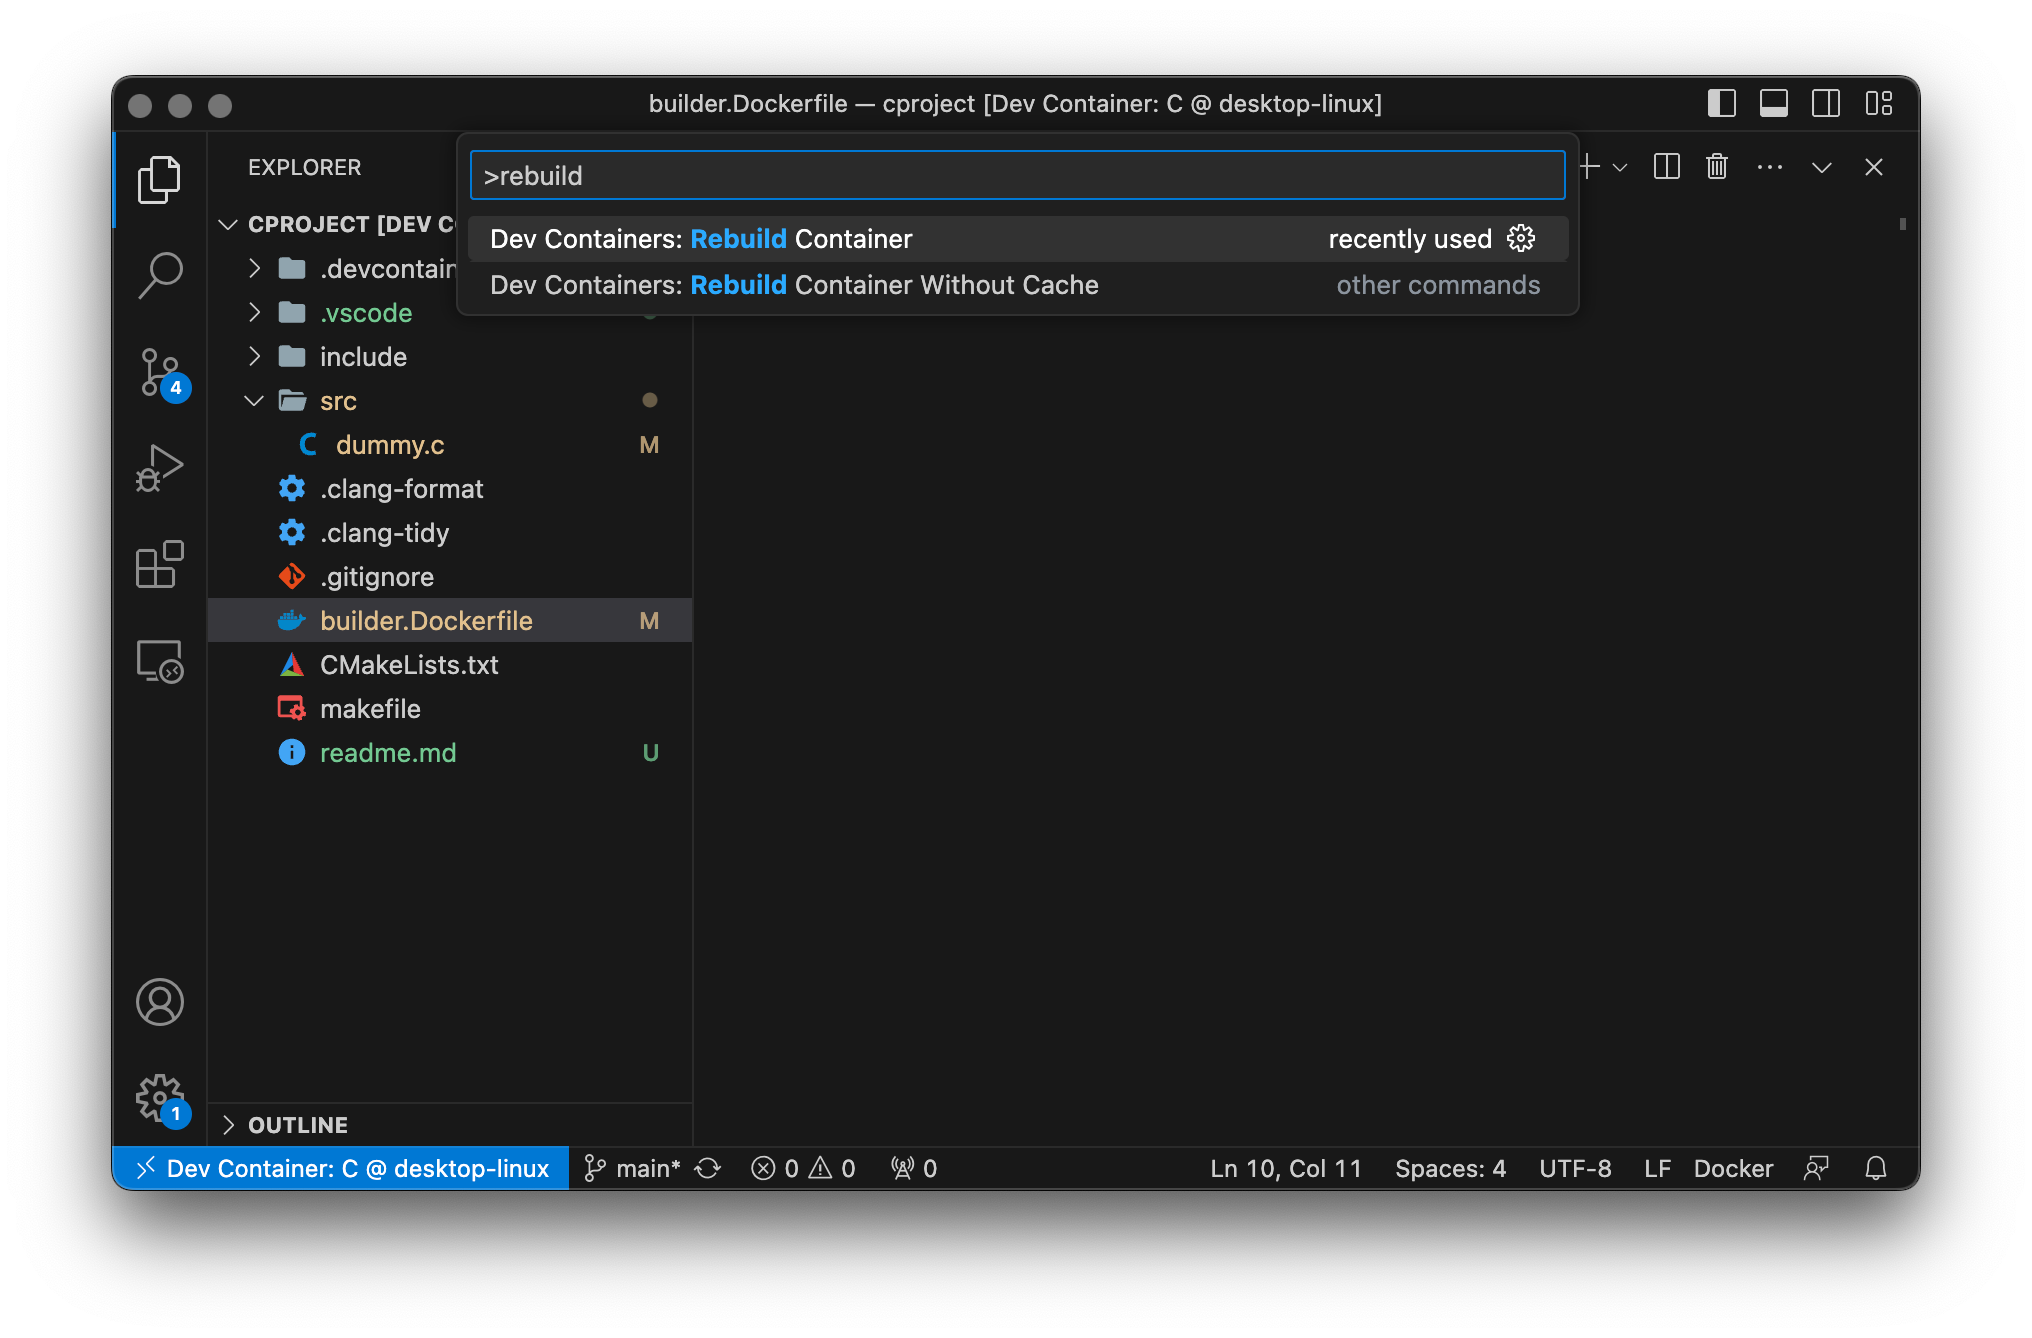 builder.Dockerfile — cproject [Dev Container: C @ desktop-linux]
EXPLORER
>rebuild
Dev Containers: Rebuild Container recently used
Dev Containers: Rebuild Container Without Cache other commands
CPROJECT [DEV C
.devcontain
.vscode
include
src
C dummy.c M
.clang-format
.clang-tidy
.gitignore
builder.Dockerfile M
CMakeLists.txt
makefile
readme.md U
4
1
OUTLINE
Dev Container: C @ desktop-linux main* 0 0 0 Ln 10, Col 11 Spaces: 4 UTF-8 LF Docker